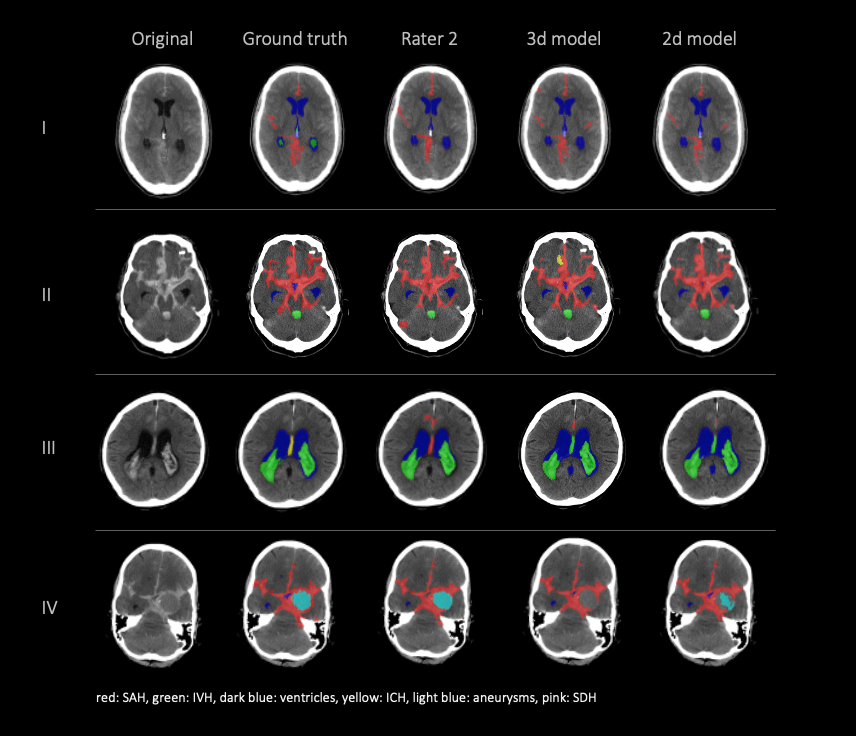 Original Ground truth Rater 2 3d model 2d model
I
II
III
IV
red: SAH, green: IVH, dark blue: ventricles, yellow: ICH, light blue: aneurysms, pink: SDH